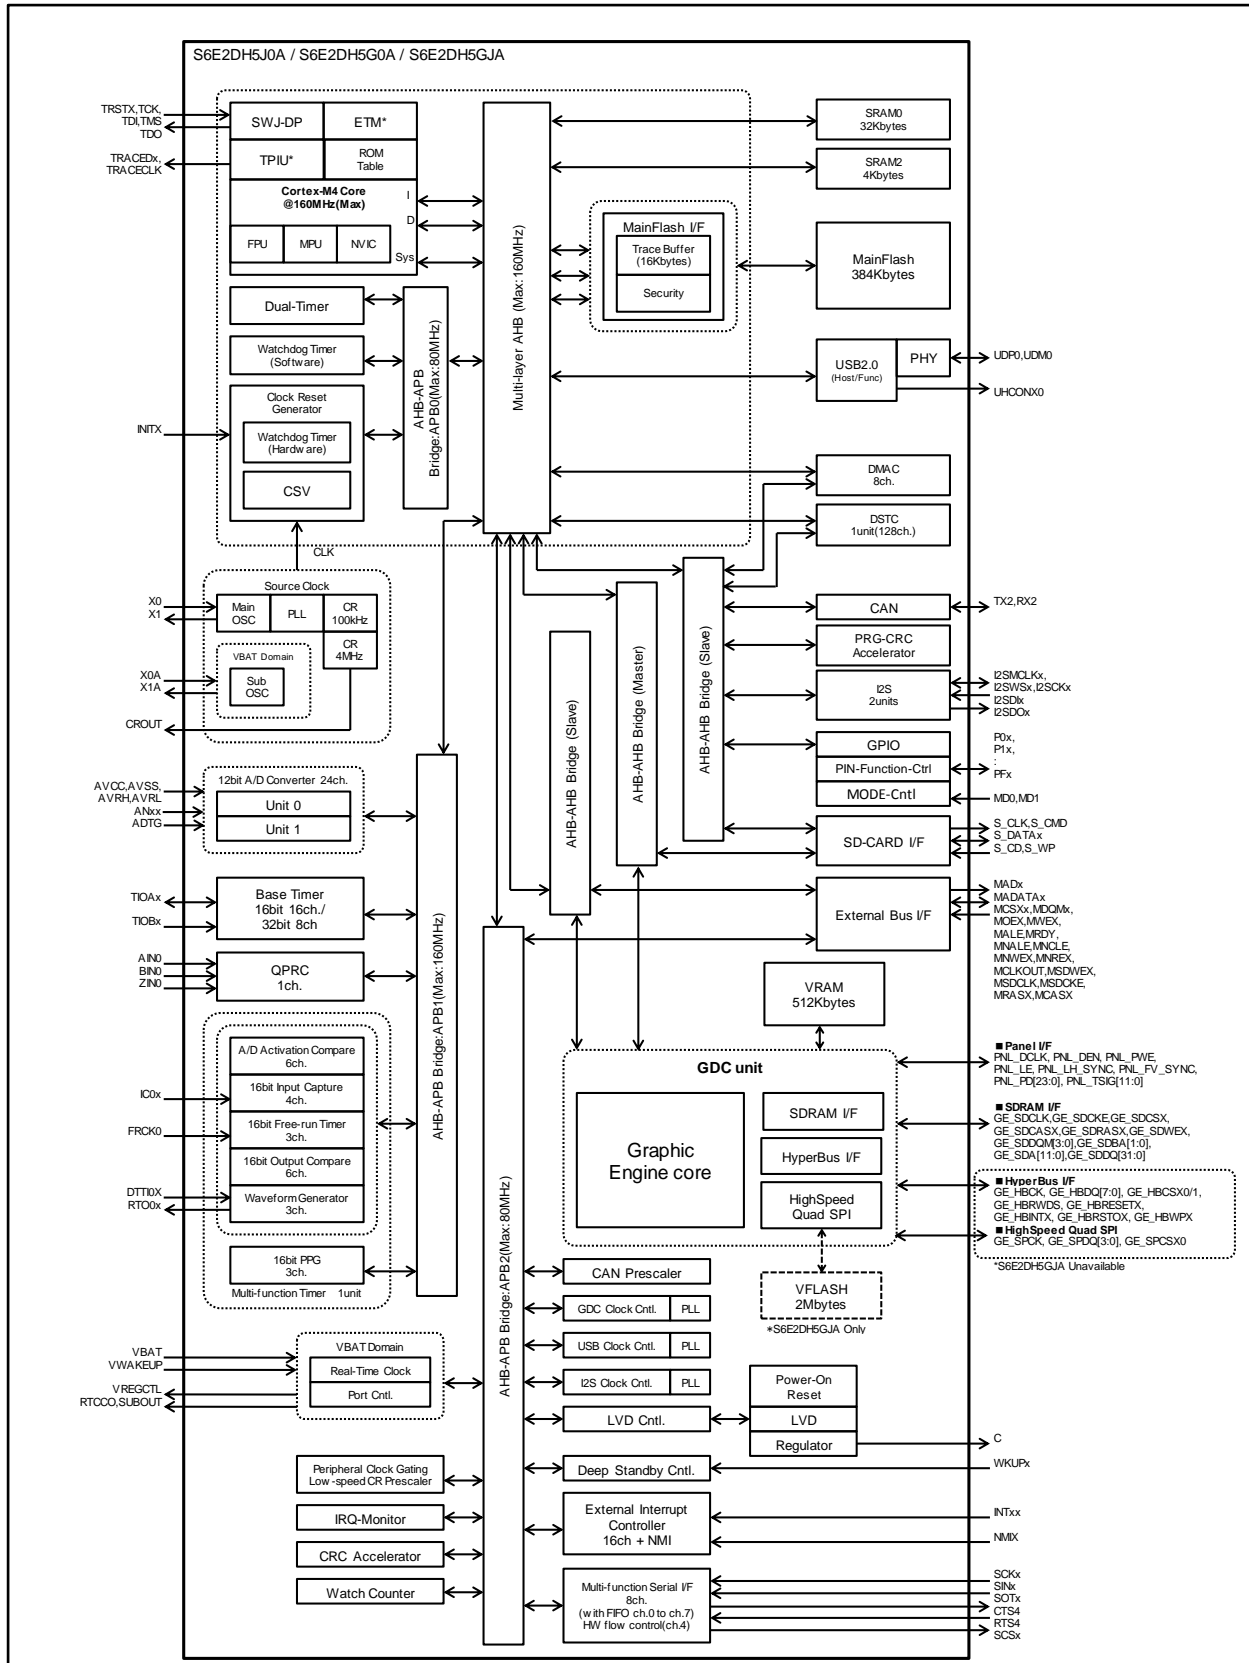 S6E2DH5J0A / S6E2DH5G0A / S6E2DH5GJA
TRSTX,TCK,
TDI,TMS
TDO
TRACEDx,
TRACECLK
SWJ-DP
ETM*
TPIU*
ROM
Table
Cortex-M4 Core
@160MHz(Max)
I
D
Sys
FPU
MPU
NVIC
Dual-Timer
Watchdog Timer
(Software)
Clock Reset
Generator
Watchdog Timer
(Hardware)
CSV
INITX
CLK
AHB-APB
Bridge:APB0(Max:80MHz)
Multi-layer AHB (Max:160MHz)
MainFlash I/F
Trace Buffer
(16Kbytes)
Security
SRAM0
32Kbytes
SRAM2
4Kbytes
MainFlash
384Kbytes
USB2.0
(Host/Func)
PHY
UDP0,UDM0
UHCONX0
DMAC
8ch.
DSTC
1unit(128ch.)
Source Clock
Main
OSC
PLL
CR
100kHz
CR
4MHz
VBAT Domain
Sub
OSC
X0
X1
X0A
X1A
CROUT
AHB-AHB Bridge (Slave)
AHB-AHB Bridge (Master)
AHB-AHB Bridge (Slave)
CAN
TX2,RX2
PRG-CRC
Accelerator
I2S
2units
I2SMCLKx,
I2SWSx,I2SCKx
I2SDIx
I2SDOx
GPIO
PIN-Function-Ctrl
MODE-Cntl
P0x,
P1x,
:
PFx
MD0,MD1
SD-CARD I/F
S_CLK,S_CMD
S_DATAx
S_CD,S_WP
External Bus I/F
MADx
MADATAx
MCSXx,MDQMx,
MOEX,MWEX,
MALE,MRDY,
MNALE,MNCLE,
MNWEX,MNREX,
MCLKOUT,MSDWEX,
MSDCLK,MSDCKE,
MRASX,MCASX
12bit A/D Converter 24ch.
Unit 0
Unit 1
AVCC,AVSS,
AVRH,AVRL
ANxx
ADTG
Base Timer
16bit 16ch./
32bit 8ch
TIOAx
TIOBx
QPRC
1ch.
AIN0
BIN0
ZIN0
A/D Activation Compare
6ch.
16bit Input Capture
4ch.
16bit Free-run Timer
3ch.
16bit Output Compare
6ch.
Waveform Generator
3ch.
16bit PPG
3ch.
Multi-function Timer 1unit
IC0x
FRCK0
DTTI0X
RTO0x
AHB-APB Bridge:APB1(Max:160MHz)
AHB-APB Bridge:APB2(Max:80MHz)
VRAM
512Kbytes
GDC unit
Graphic
Engine core
SDRAM I/F
HyperBus I/F
HighSpeed
Quad SPI
VFLASH
2Mbytes
*S6E2DH5GJA Only
■ Panel I/F
PNL_DCLK, PNL_DEN, PNL_PWE,
PNL_LE, PNL_LH_SYNC, PNL_FV_SYNC,
PNL_PD[23:0], PNL_TSIG[11:0]
■ SDRAM I/F
GE_SDCLK,GE_SDCKE,GE_SDCSX,
GE_SDCASX,GE_SDRASX,GE_SDWEX,
GE_SDDQM[3:0],GE_SDBA[1:0],
GE_SDA[11:0],GE_SDDQ[31:0]
■ HyperBus I/F
GE_HBCK, GE_HBDQ[7:0], GE_HBCSX0/1,
GE_HBRWDS, GE_HBRESETX,
GE_HBINTX, GE_HBRSTOX, GE_HBWPX
■ HighSpeed Quad SPI
GE_SPCK, GE_SPDQ[3:0], GE_SPCSX0
*S6E2DH5GJA Unavailable
VBAT
VWAKEUP
VREGCTL
RTCCO,SUBOUT
VBAT Domain
Real-Time Clock
Port Cntl.
CAN Prescaler
GDC Clock Cntl.
PLL
USB Clock Cntl.
PLL
I2S Clock Cntl.
PLL
LVD Cntl.
Power-On
Reset
LVD
Regulator
C
Deep Standby Cntl.
WKUPx
Peripheral Clock Gating
Low-speed CR Prescaler
IRQ-Monitor
CRC Accelerator
Watch Counter
External Interrupt
Controller
16ch + NMI
INTxx
NMIX
Multi-function Serial I/F
8ch.
(with FIFO ch.0 to ch.7)
HW flow control(ch.4)
SCKx
SINx
SOTx
CTS4
RTS4
SCSx